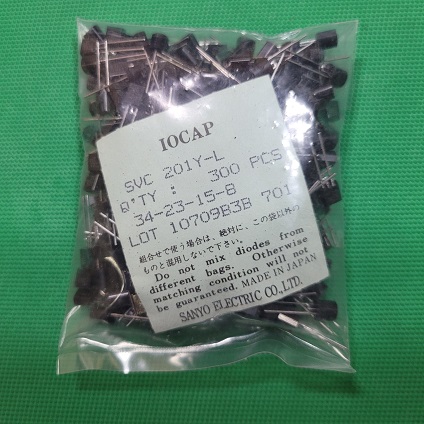 IOCAP
SVC 201Y-L
Q'TY : 300 PCS
34-23-15-8
LOT 10709B3B 701
組合せで使う場合は、絶対に、この袋以外の
ものと混用しないで下さい。
Do not mix diodes from
different bags. Otherwise
matching condition will not
be guaranteed. MADE IN JAPAN
SANYO ELECTRIC CO.,LTD.